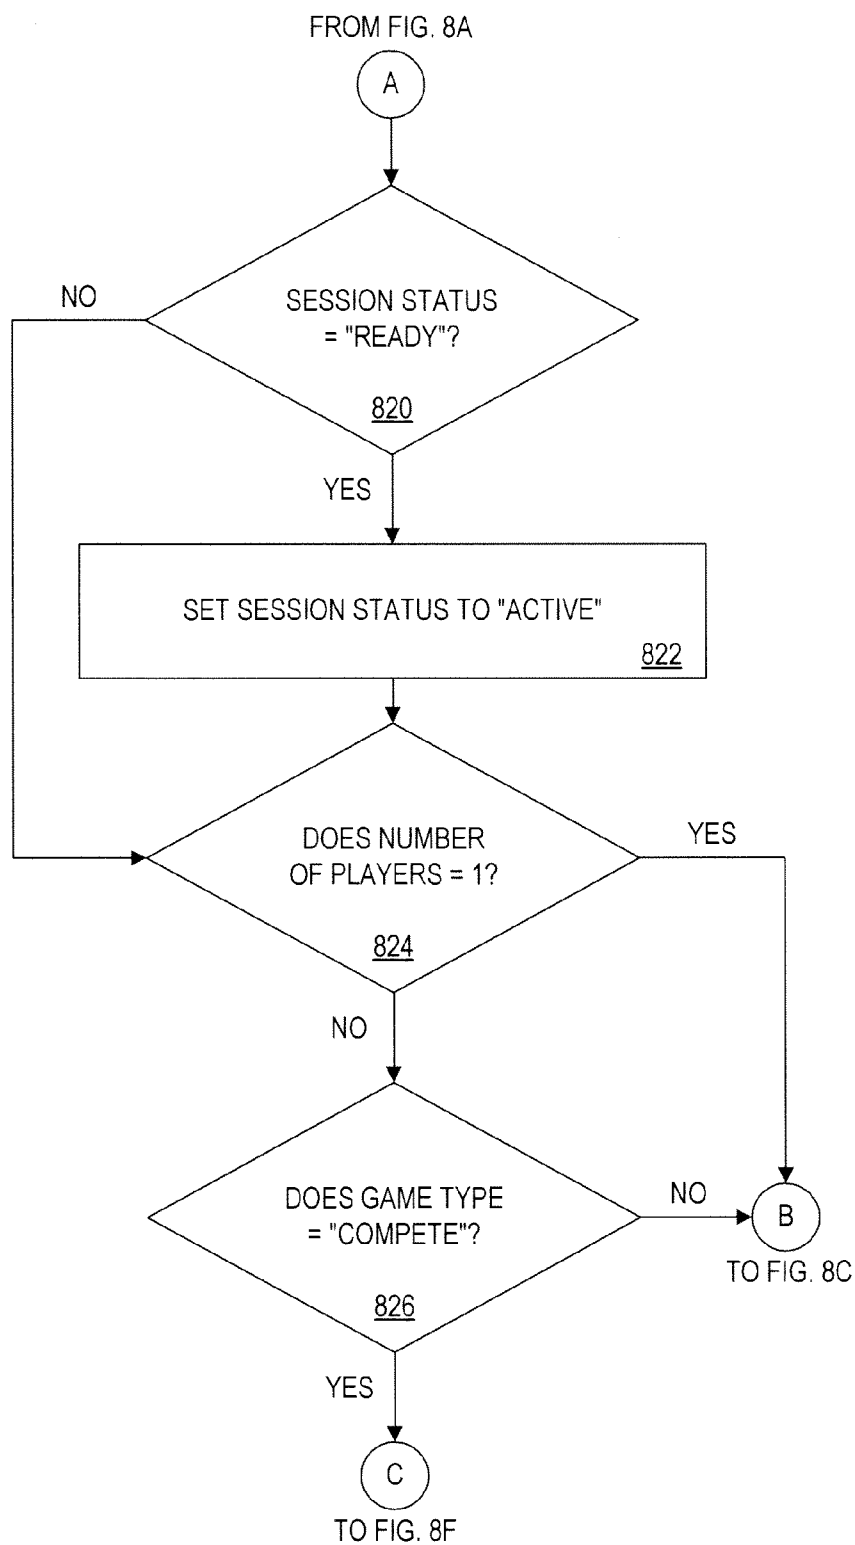 FROM FIG. 8A
A
SESSION STATUS
= "READY"?
820
NO
YES
SET SESSION STATUS TO "ACTIVE"
822
DOES NUMBER
OF PLAYERS = 1?
824
YES
NO
DOES GAME TYPE
= "COMPETE"?
826
NO
B
TO FIG. 8C
YES
C
TO FIG. 8F